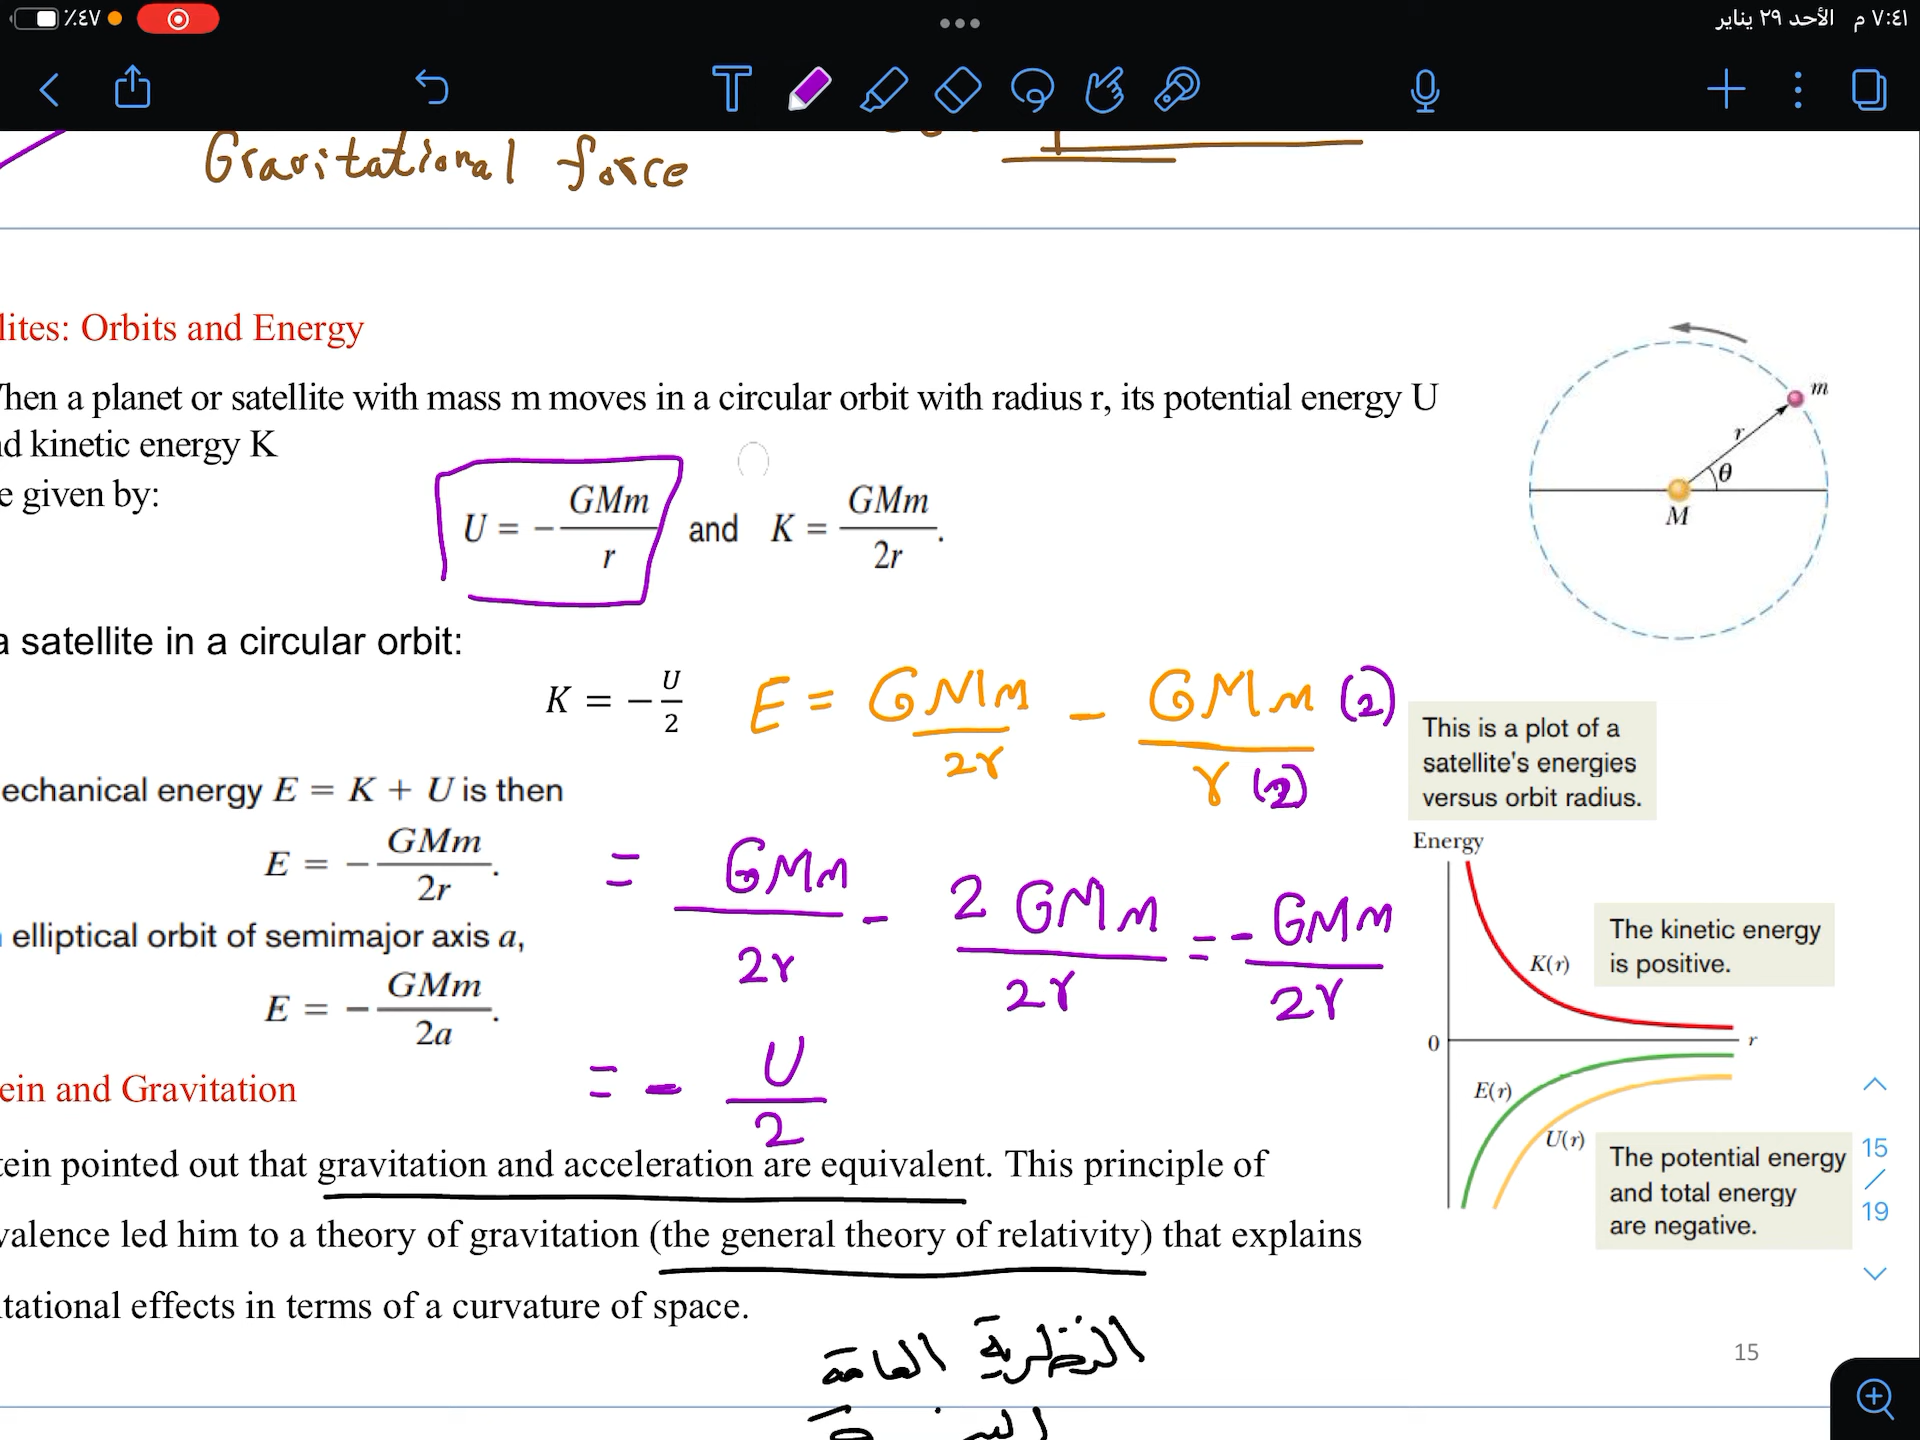 ٪٤٧
٧:٤١ م الأحد ٢٩ يناير
Gravitational force
lites: Orbits and Energy
hen a planet or satellite with mass m moves in a circular orbit with radius r, its potential energy U
d kinetic energy K
e given by:
U = - GMm / r and K = GMm / 2r.
m
r
θ
M
a satellite in a circular orbit:
K = - U / 2
E = GMm / 2r - GMm (2) / r (2)
echanical energy E = K + U is then
E = - GMm / 2r.
= GMm / 2r - 2 GMm / 2r = - GMm / 2r
elliptical orbit of semimajor axis a,
E = - GMm / 2a.
= - U / 2
This is a plot of a
satellite's energies
versus orbit radius.
Energy
The kinetic energy
is positive.
K(r)
0
r
E(r)
U(r)
The potential energy
and total energy
are negative.
ein and Gravitation
tein pointed out that gravitation and acceleration are equivalent. This principle of
valence led him to a theory of gravitation (the general theory of relativity) that explains
itational effects in terms of a curvature of space.
النظرية العامة
15
/
19
15